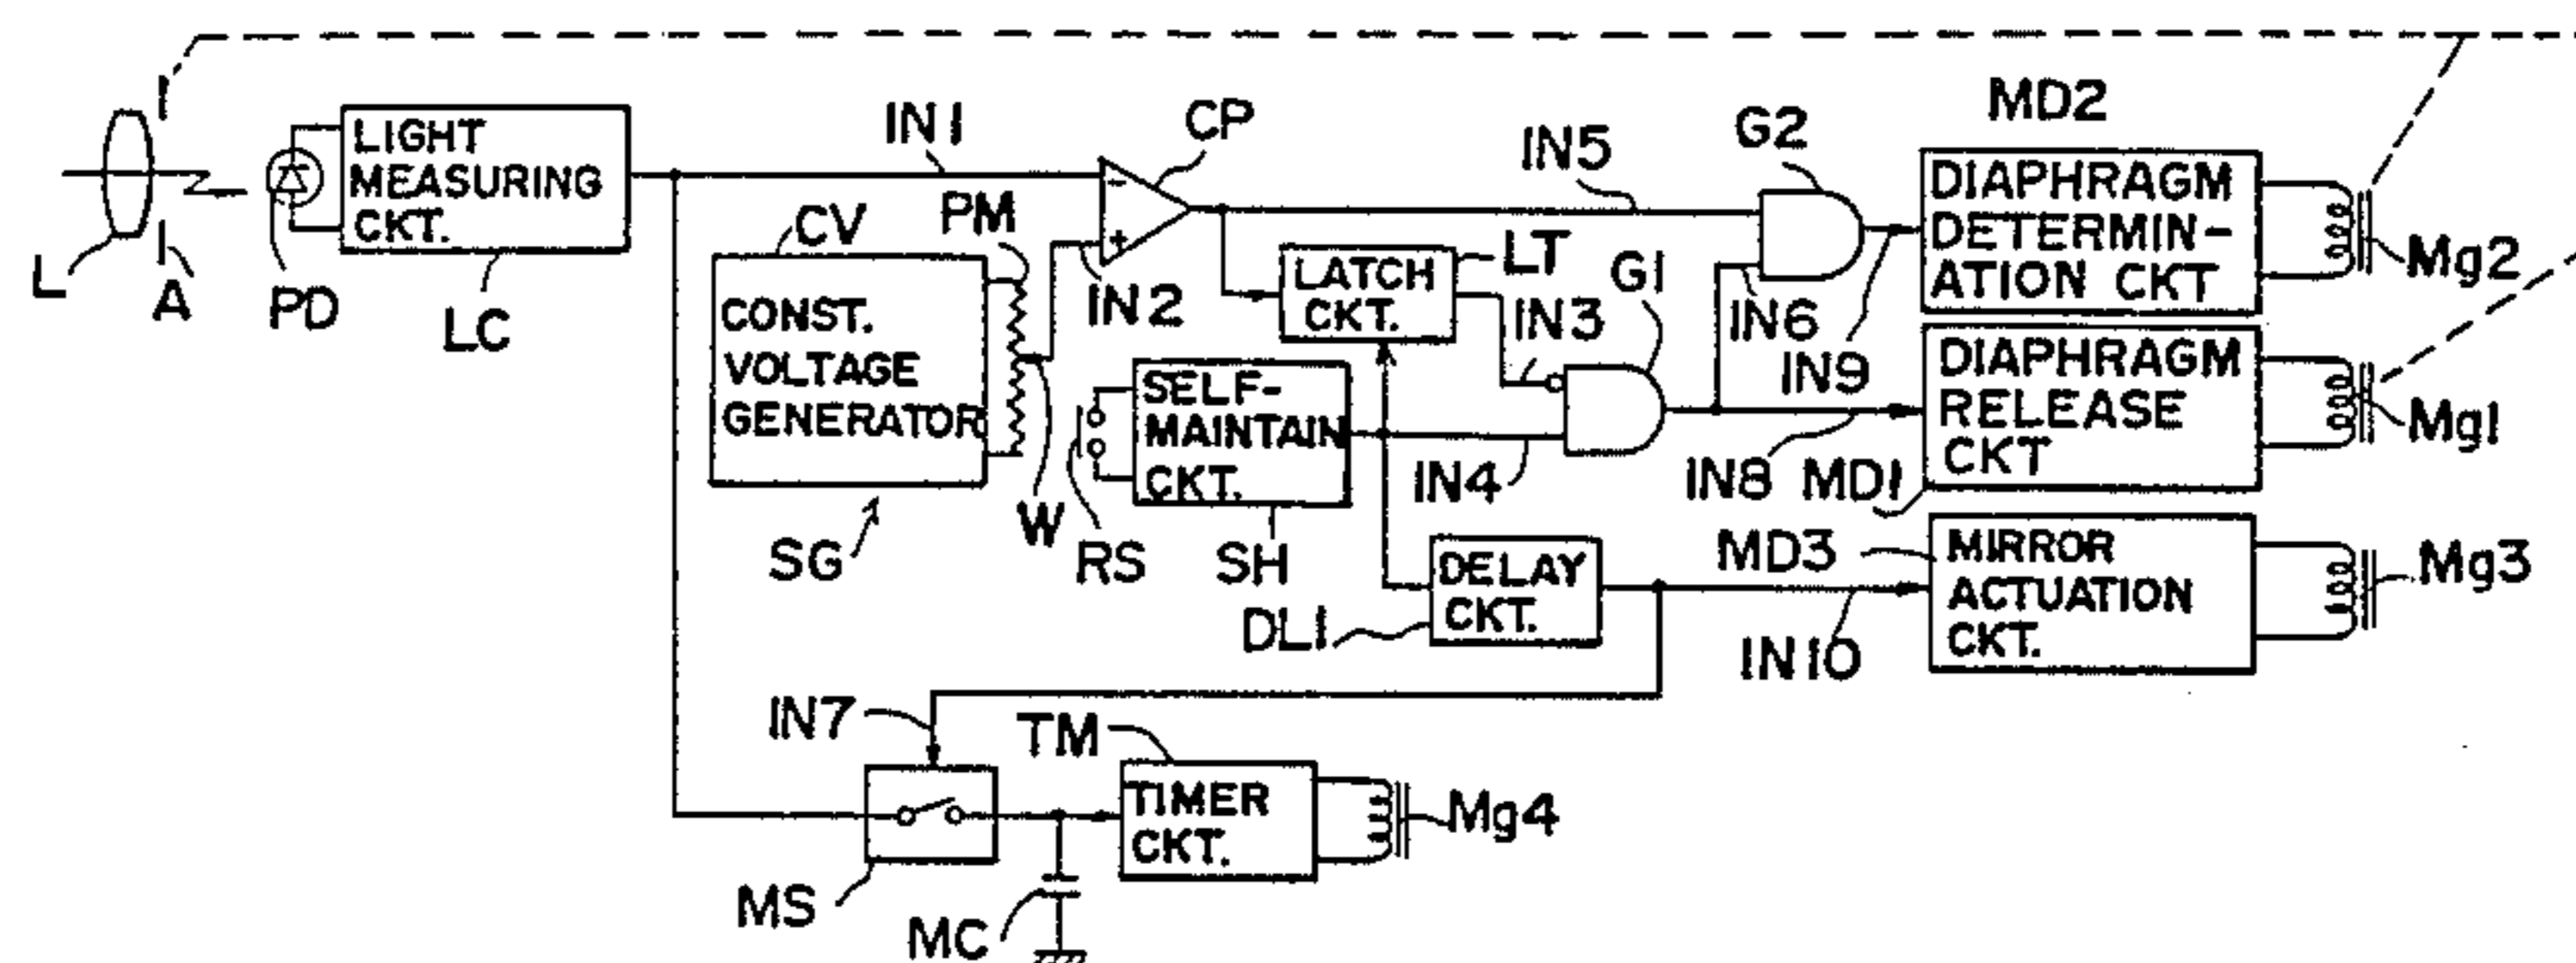 MD2
IN1
CP
G2
IN5
LIGHT
MEASURING
CKT.
PM
CV
DIAPHRAGM
DETERMIN-
ATION CKT
LT
G1
Mg2
L
A
PD
LC
CONST.
VOLTAGE
GENERATOR
IN2
LATCH
CKT.
IN3
IN6
IN9
DIAPHRAGM
RELEASE
CKT
Mg1
SELF-
MAINTAIN
CKT.
IN4
IN8
MD1
W
SG
RS
SH
DELAY
CKT.
DL1
MD3
MIRROR
ACTUATION
CKT.
Mg3
IN10
IN7
TM
TIMER
CKT.
Mg4
MS
MC